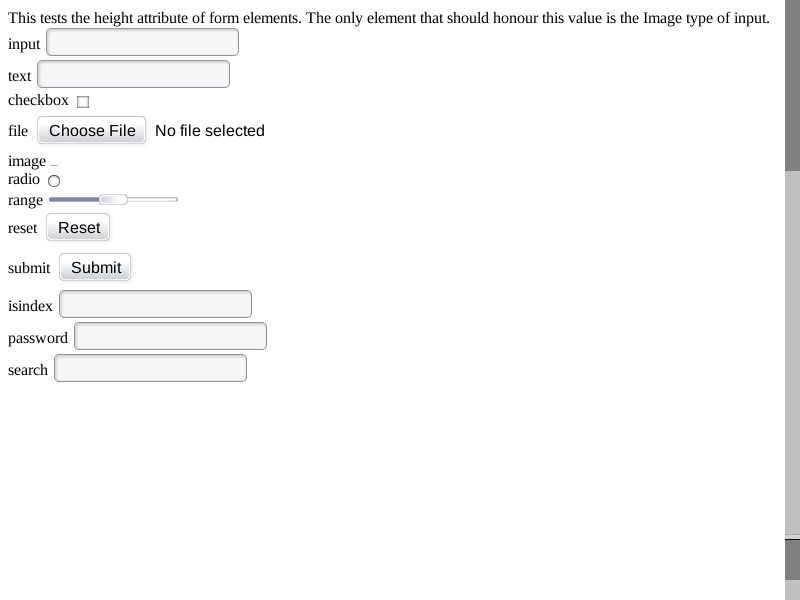 This tests the height attribute of form elements. The only element that should honour this value is the Image type of input.
input
text
checkbox
file Choose File No file selected
image
radio
range
reset Reset
submit Submit
isindex
password
search